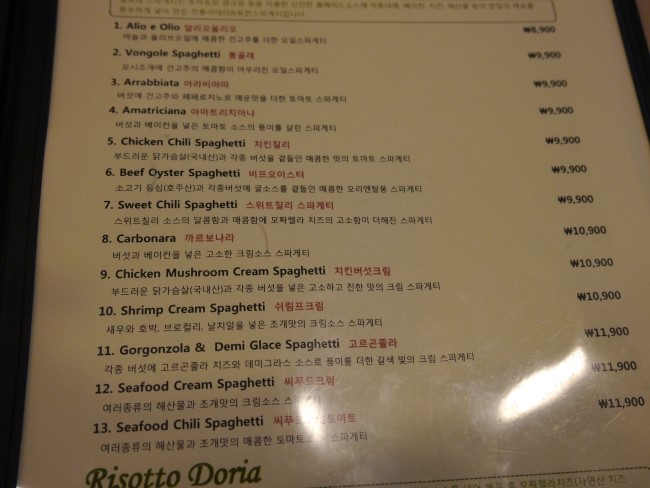 1. Alio e Olio 알리오올리오 ₩8,900
마늘과 올리브오일에 매콤한 건고추를 더한 오일스파게티
2. Vongole Spaghetti 봉골레 ₩9,900
모시조개에 건고추의 매콤함이 어우러진 오일스파게티
3. Arrabbiata 아라비아따 ₩9,900
버섯에 건고추와 페페로치노로 매운맛을 더한 토마토 스파게티
4. Amatriciana 아마트리치아나 ₩9,900
버섯과 베이컨을 넣은 토마토 소스의 풍미를 살린 스파게티
5. Chicken Chili Spaghetti 치킨칠리 ₩9,900
부드러운 닭가슴살(국내산)과 각종 버섯을 곁들인 매콤한 맛의 토마토 스파게티
6. Beef Oyster Spaghetti 비프오이스터 ₩9,900
소고기 등심(호주산)과 각종버섯에 굴소스를 곁들인 매콤한 오리엔탈풍 스파게티
7. Sweet Chili Spaghetti 스위트칠리 스파게티 ₩9,900
스위트칠리 소스의 달콤함과 매콤함에 모짜렐라 치즈의 고소함이 더해진 스파게티
8. Carbonara 까르보나라 ₩10,900
버섯과 베이컨을 넣은 고소한 크림소스 스파게티
9. Chicken Mushroom Cream Spaghetti 치킨버섯크림 ₩10,900
부드러운 닭가슴살(국내산)과 각종 버섯을 넣은 고소하고 진한 맛의 크림 스파게티
10. Shrimp Cream Spaghetti 쉬림프크림 ₩10,900
새우와 호박, 브로컬리, 날치알을 넣은 조개맛의 크림소스 스파게티
11. Gorgonzola & Demi Glace Spaghetti 고르곤졸라 ₩11,900
각종 버섯에 고르곤졸라 치즈와 데미그라스 소스로 풍미를 더한 갈색 빛의 크림 스파게티
12. Seafood Cream Spaghetti 씨푸드크림 ₩11,900
여러종류의 해산물과 조개맛의 크림소스 스파게티
13. Seafood Chili Spaghetti 씨푸드 토마토 ₩11,900
여러종류의 해산물과 조개맛의 매콤한 토마토소스 스파게티
Risotto Doria
모짜렐라치즈(자연산 치즈